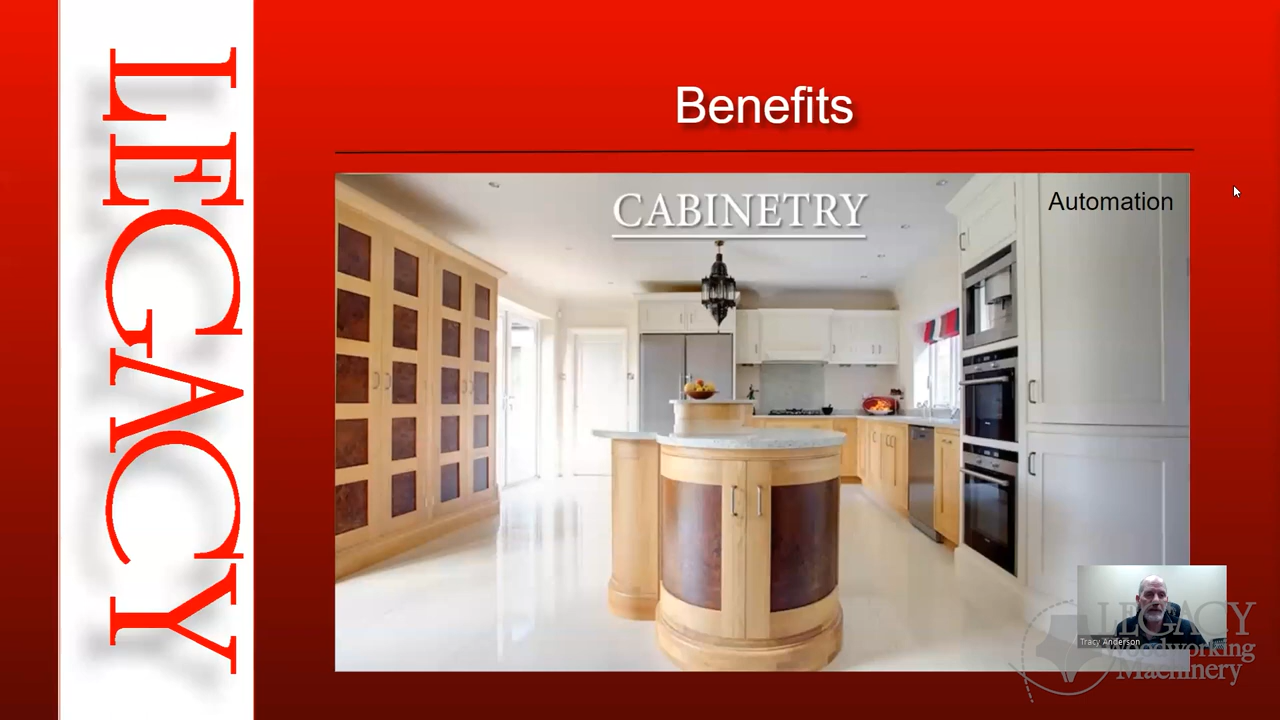 LEGACY
Benefits
CABINETRY
Automation
Tracy Anderson
LEGACY
Woodworking
Machinery